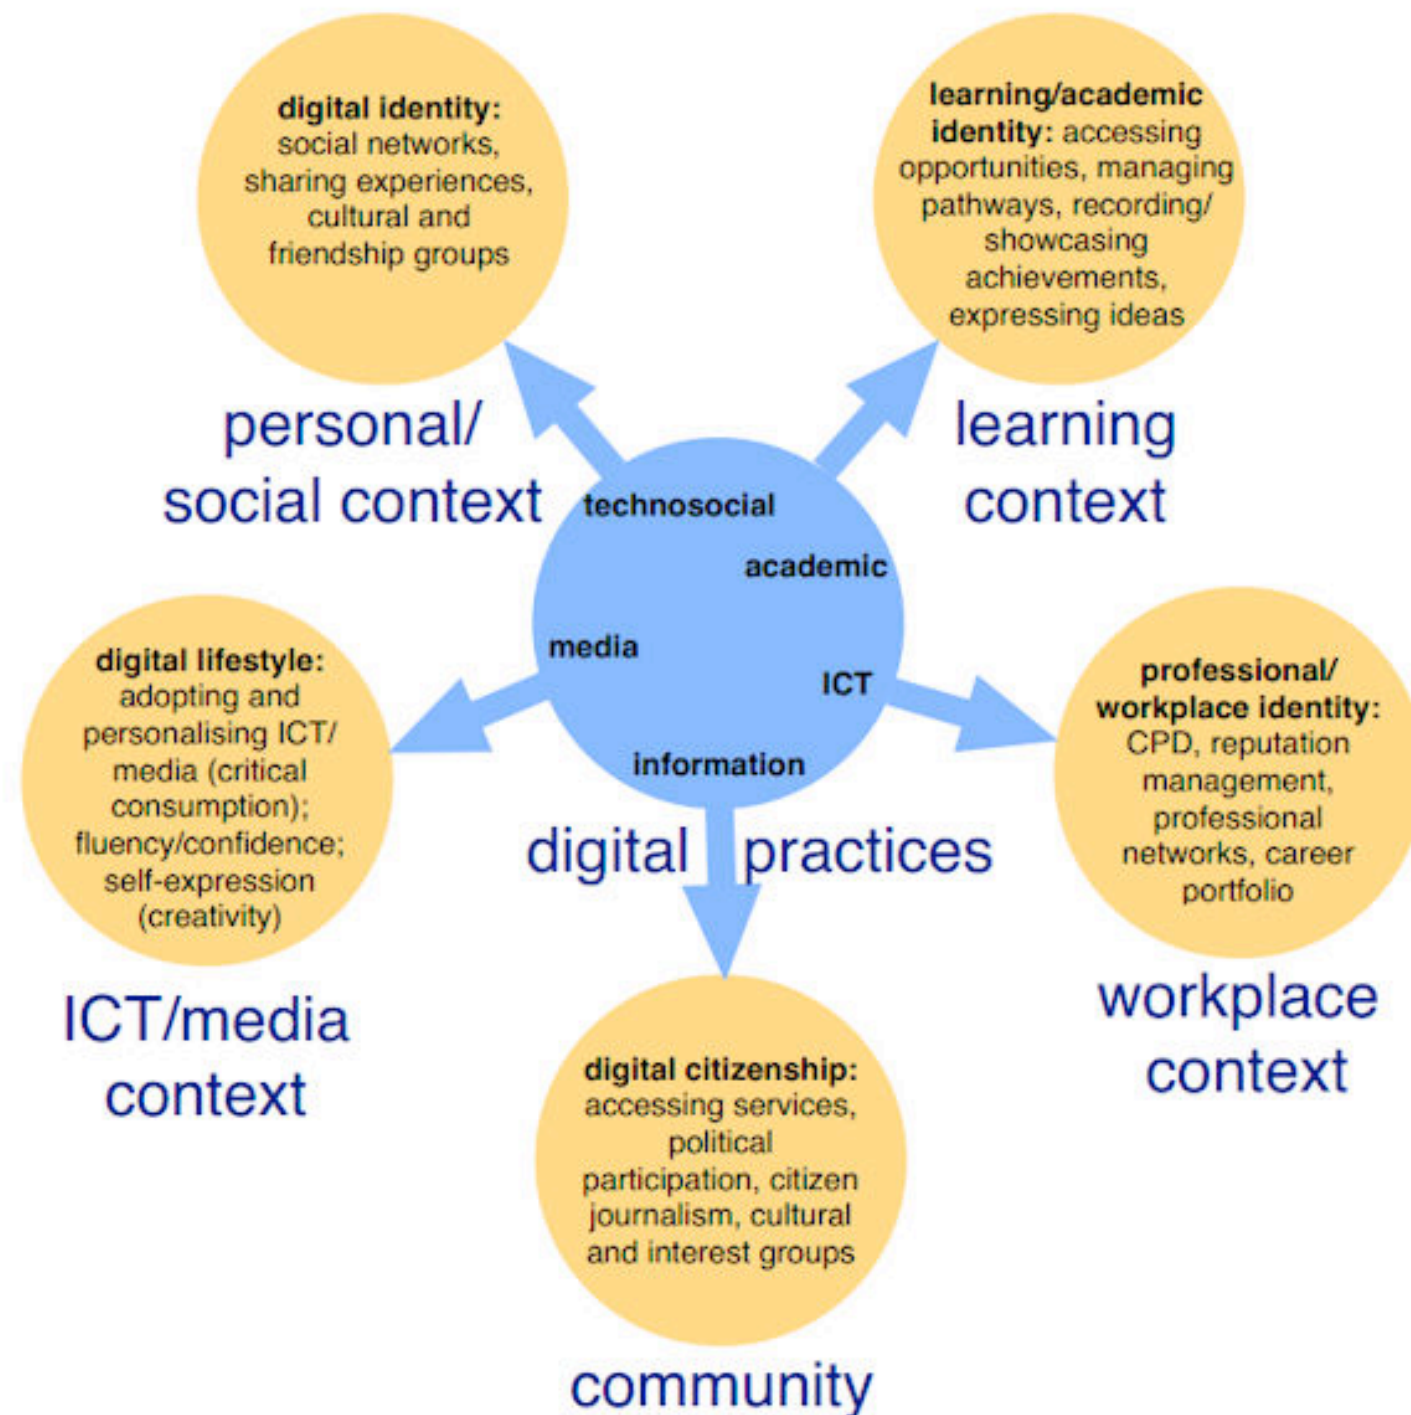 digital identity:
social networks,
sharing experiences,
cultural and
friendship groups
personal/
social context
learning/academic
identity: accessing
opportunities, managing
pathways, recording/
showcasing
achievements,
expressing ideas
learning
context
technosocial
academic
media
ICT
information
digital practices
digital lifestyle:
adopting and
personalising ICT/
media (critical
consumption);
fluency/confidence;
self-expression
(creativity)
ICT/media
context
professional/
workplace identity:
CPD, reputation
management,
professional
networks, career
portfolio
workplace
context
digital citizenship:
accessing services,
political
participation, citizen
journalism, cultural
and interest groups
community